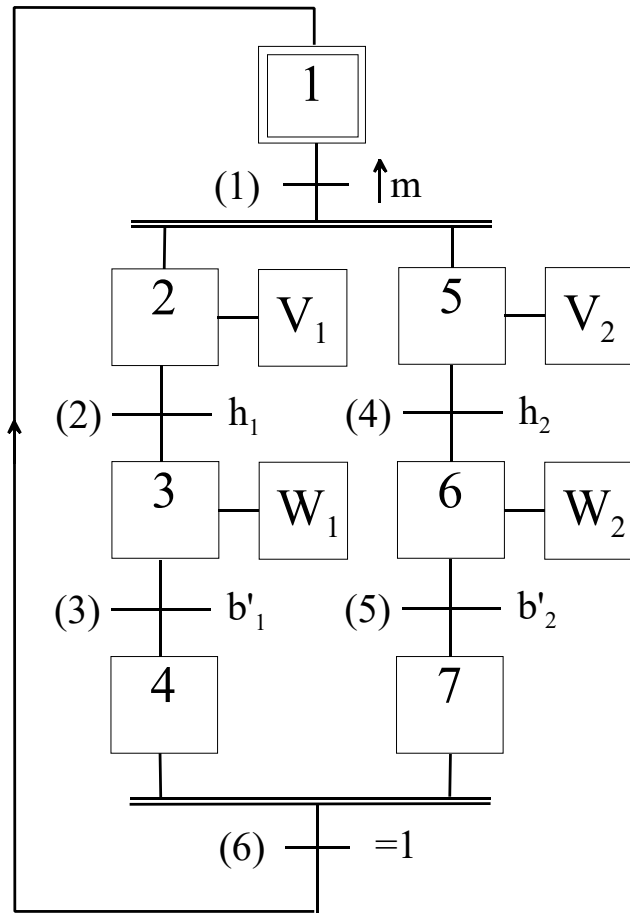 1
(1) ↑m
2 V₁ 5 V₂
(2) h₁ (4) h₂
3 W₁ 6 W₂
(3) b'₁ (5) b'₂
4 7
(6) =1